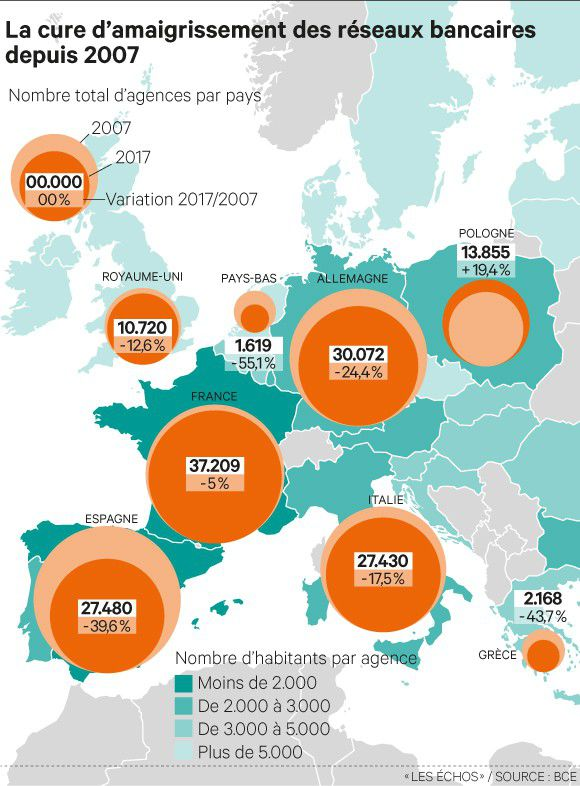 La cure d'amaigrissement des réseaux bancaires
depuis 2007
Nombre total d'agences par pays
2007
2017
00.000
00 %
Variation 2017/2007
POLOGNE
13.855
+ 19,4 %
ROYAUME-UNI
10.720
-12,6 %
PAYS-BAS
1.619
-55,1 %
ALLEMAGNE
30.072
-24,4 %
FRANCE
37.209
-5 %
ESPAGNE
27.480
-39,6 %
ITALIE
27.430
-17,5 %
2.168
-43,7 %
GRÈCE
Nombre d'habitants par agence
Moins de 2.000
De 2.000 à 3.000
De 3.000 à 5.000
Plus de 5.000
« LES ÉCHOS » / SOURCE : BCE